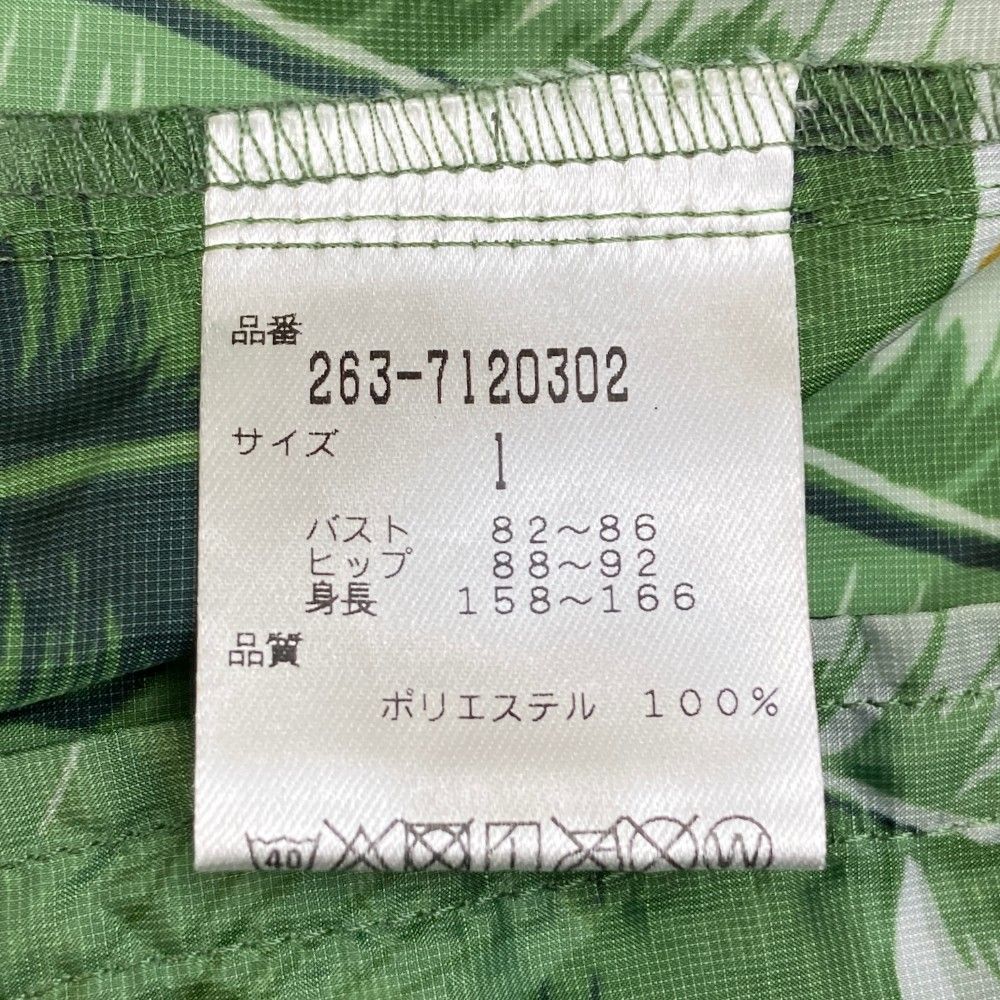 品番
263-7120302
サイズ
1
バスト 82～86
ヒップ 88～92
身長 158～166
品質
ポリエステル 100%
40
W